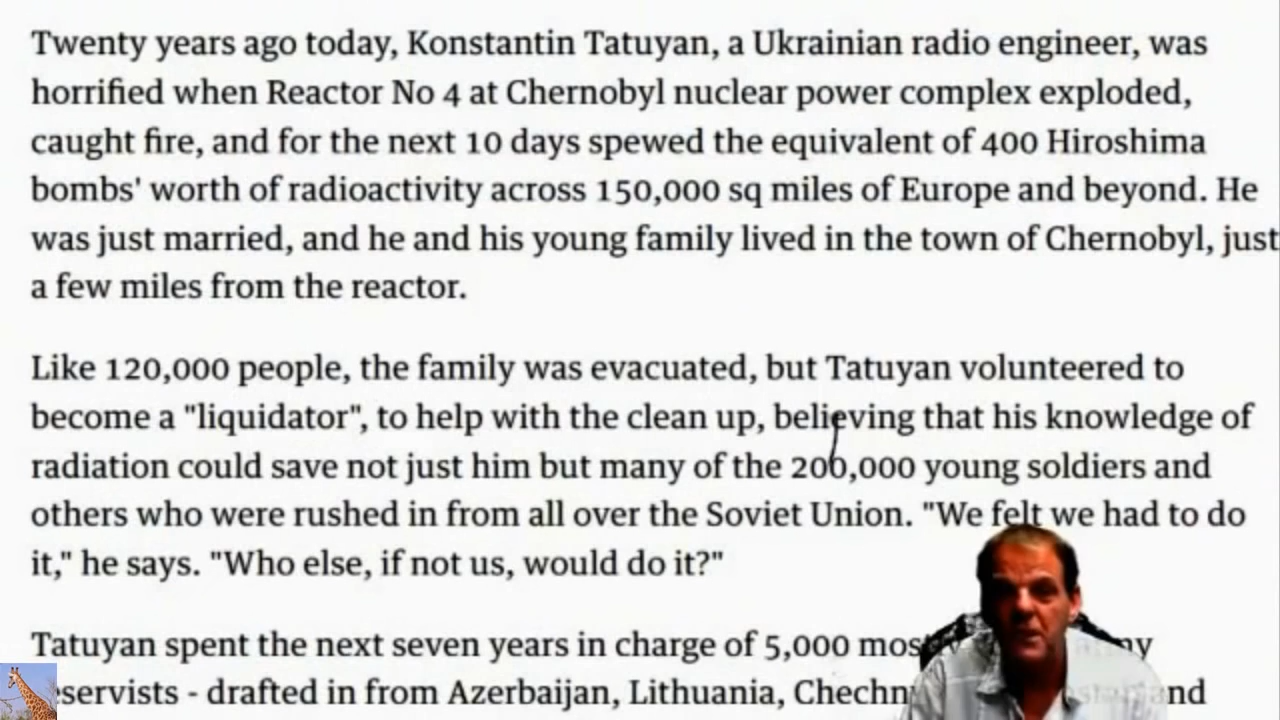 Twenty years ago today, Konstantin Tatuyan, a Ukrainian radio engineer, was
horrified when Reactor No 4 at Chernobyl nuclear power complex exploded,
caught fire, and for the next 10 days spewed the equivalent of 400 Hiroshima
bombs' worth of radioactivity across 150,000 sq miles of Europe and beyond. He
was just married, and he and his young family lived in the town of Chernobyl, just
a few miles from the reactor.
Like 120,000 people, the family was evacuated, but Tatuyan volunteered to
become a "liquidator", to help with the clean up, believing that his knowledge of
radiation could save not just him but many of the 200,000 young soldiers and
others who were rushed in from all over the Soviet Union. "We felt we had to do
it," he says. "Who else, if not us, would do it?"
Tatuyan spent the next seven years in charge of 5,000
- drafted in from Azerbaijan, Lithuania, and